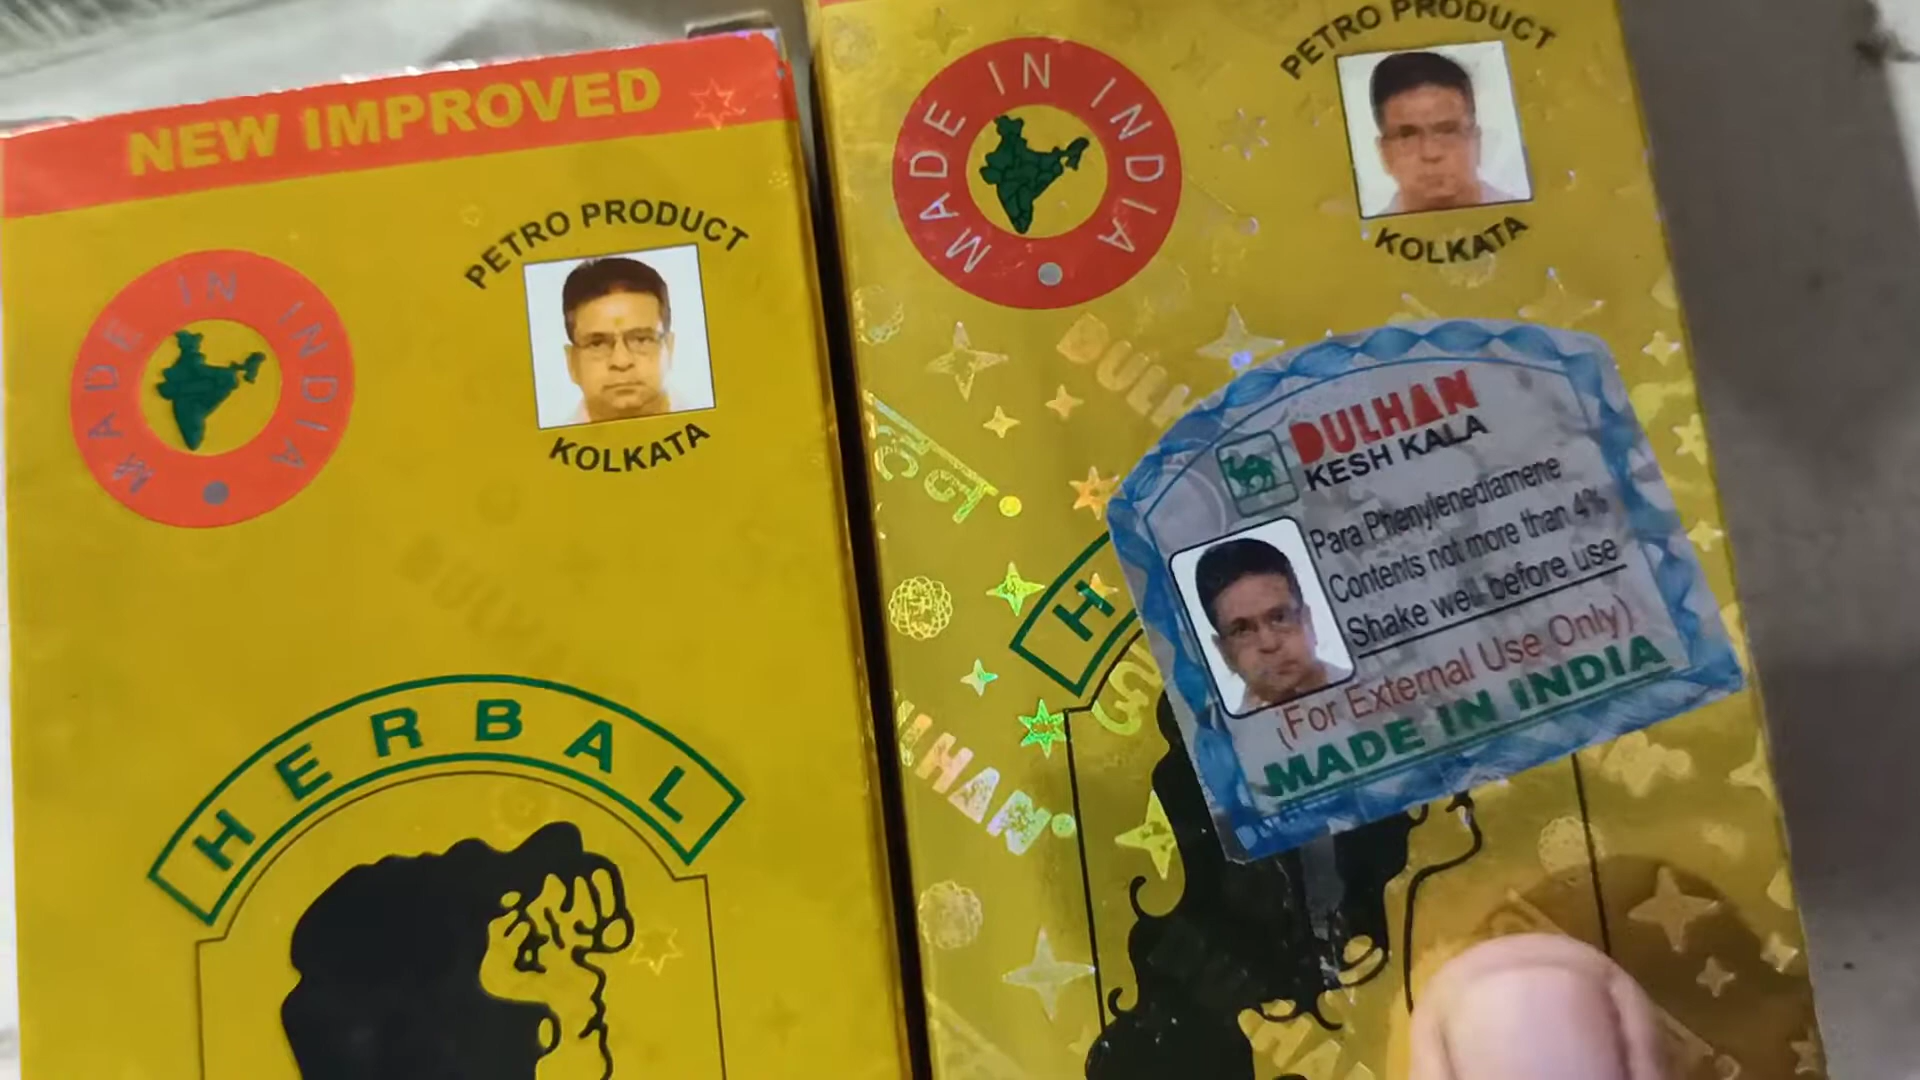 NEW IMPROVED
MADE IN INDIA
PETRO PRODUCT
KOLKATA
HERBAL
PETRO PRODUCT
MADE IN INDIA
KOLKATA
H
DULHAN
KESH KALA
Para Phenylenediamene
Contents not more than 4%
Shake well before use
(For External Use Only)
MADE IN INDIA